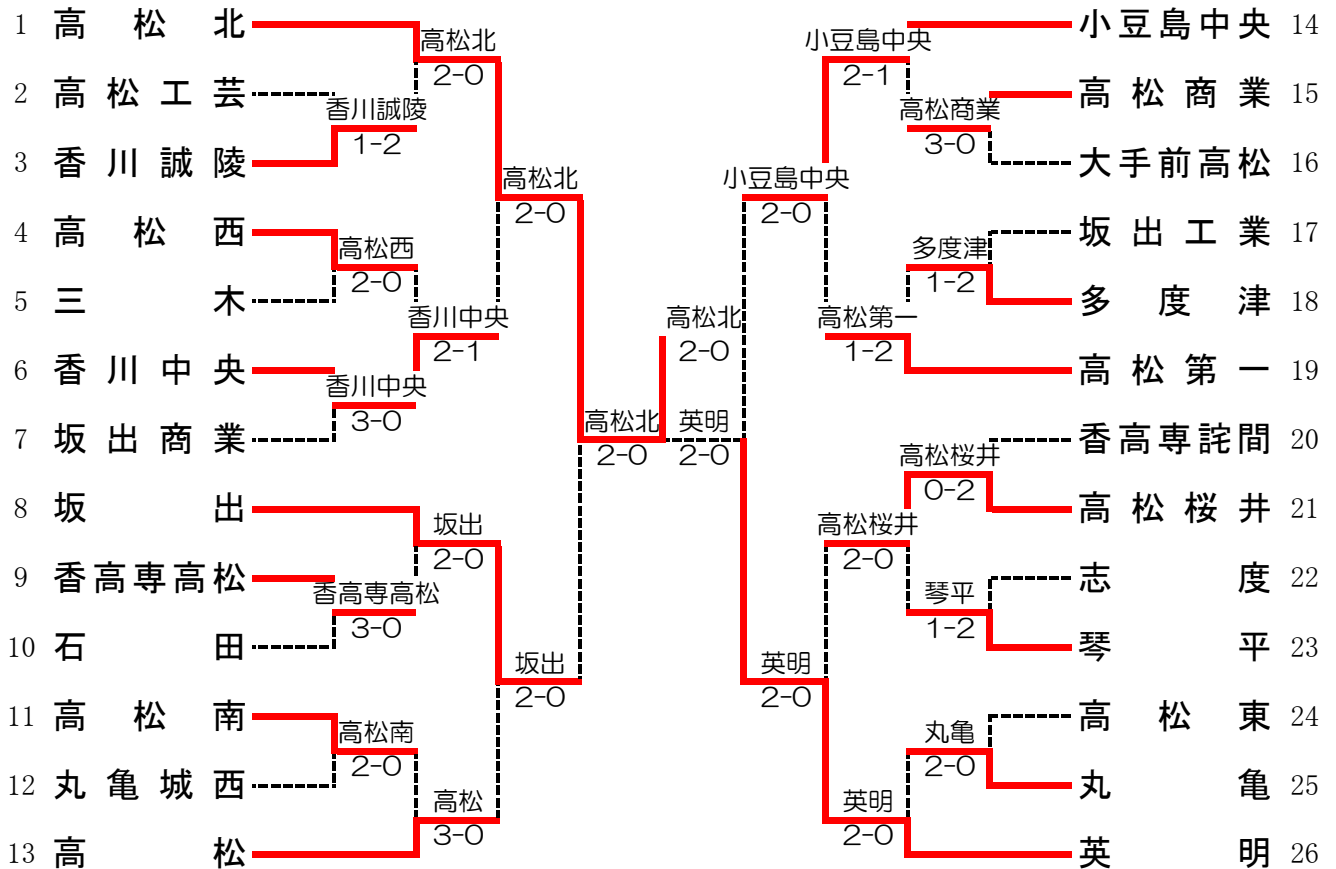 1 高松北
2 高松工芸
3 香川誠陵
4 高松西
5 三木
6 香川中央
7 坂出商業
8 坂出
9 香高専高松
10 石田
11 高松南
12 丸亀城西
13 高松
香川誠陵
1-2
高松西
2-0
香川中央
3-0
香高専高松
3-0
高松南
2-0
高松北
2-0
香川中央
2-1
坂出
2-0
高松
3-0
高松北
2-0
坂出
2-0
高松北
2-0
高松北
2-0
英明
2-0
小豆島中央
2-0
英明
2-0
小豆島中央
2-1
高松第一
1-2
高松桜井
2-0
英明
2-0
高松商業
3-0
多度津
1-2
高松桜井
0-2
琴平
1-2
丸亀
2-0
小豆島中央 14
高松商業 15
大手前高松 16
坂出工業 17
多度津 18
高松第一 19
香高専詫間 20
高松桜井 21
志度 22
琴平 23
高松東 24
丸亀 25
英明 26